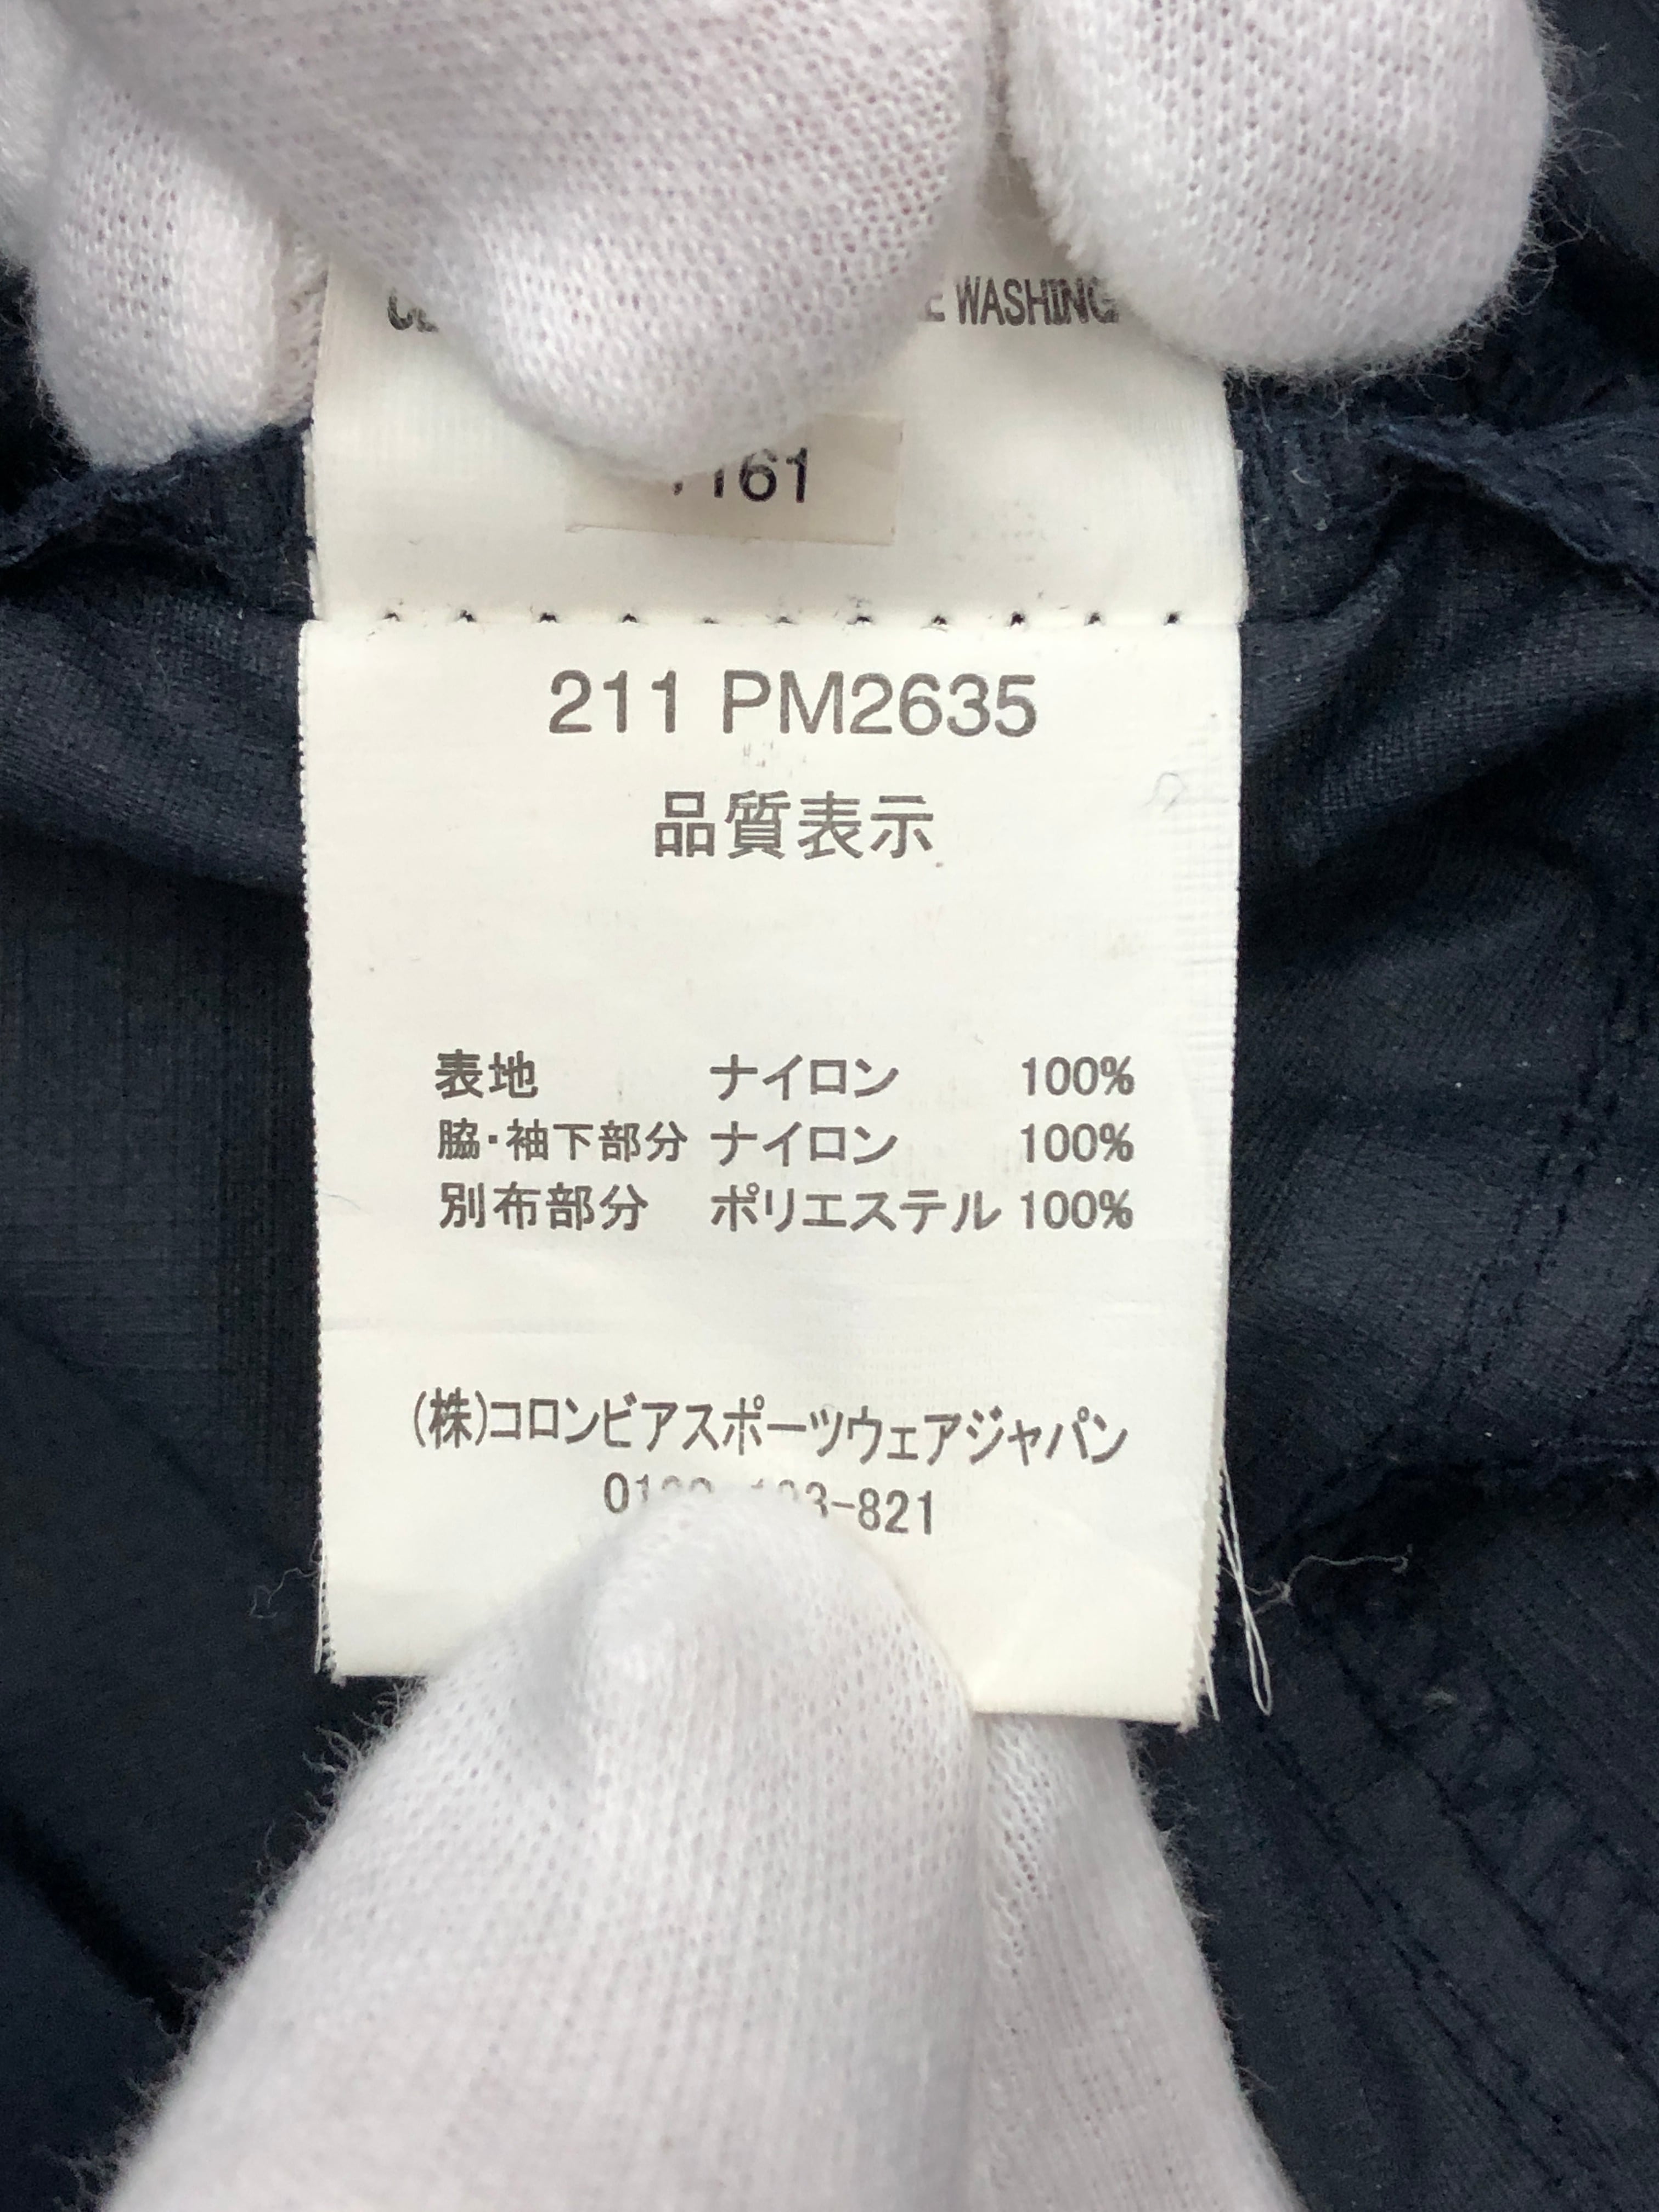 WASHING
161
211 PM2635
品質表示
表地 ナイロン 100%
脇・袖下部分 ナイロン 100%
別布部分 ポリエステル 100%
(株)コロンビアスポーツウェアジャパン
-821